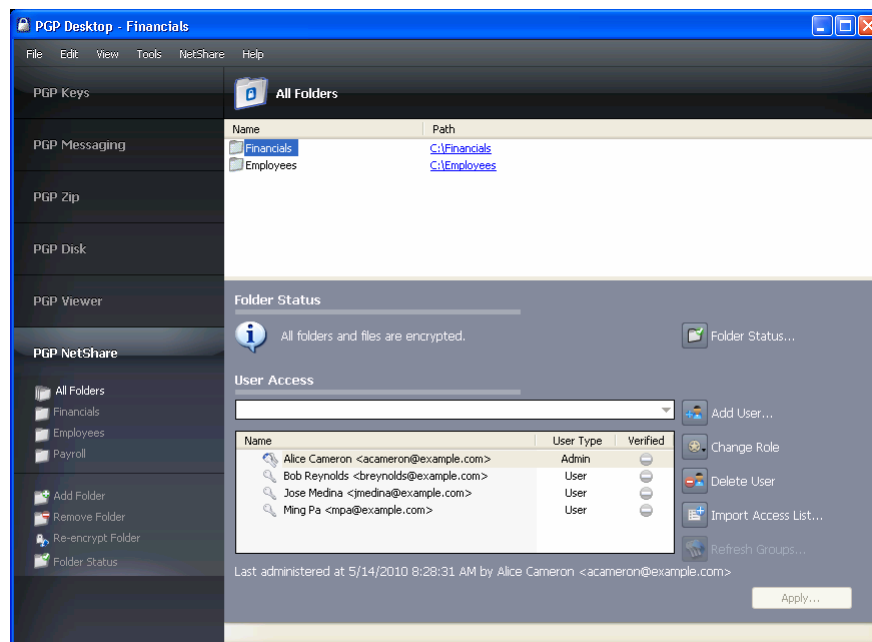 PGP Desktop - Financials
File Edit View Tools NetShare Help
PGP Keys
PGP Messaging
PGP Zip
PGP Disk
PGP Viewer
PGP NetShare
All Folders
Financials
Employees
Payroll
Add Folder
Remove Folder
Re-encrypt Folder
Folder Status
All Folders
Name Path
Financials C:\Financials
Employees C:\Employees
Folder Status
All folders and files are encrypted.
Folder Status...
User Access
Add User...
Change Role
Delete User
Import Access List...
Refresh Groups...
Name User Type Verified
Alice Cameron <acameron@example.com> Admin
Bob Reynolds <breynolds@example.com> User
Jose Medina <jmedina@example.com> User
Ming Pa <mpa@example.com> User
Last administered at 5/14/2010 8:28:31 AM by Alice Cameron <acameron@example.com>
Apply...